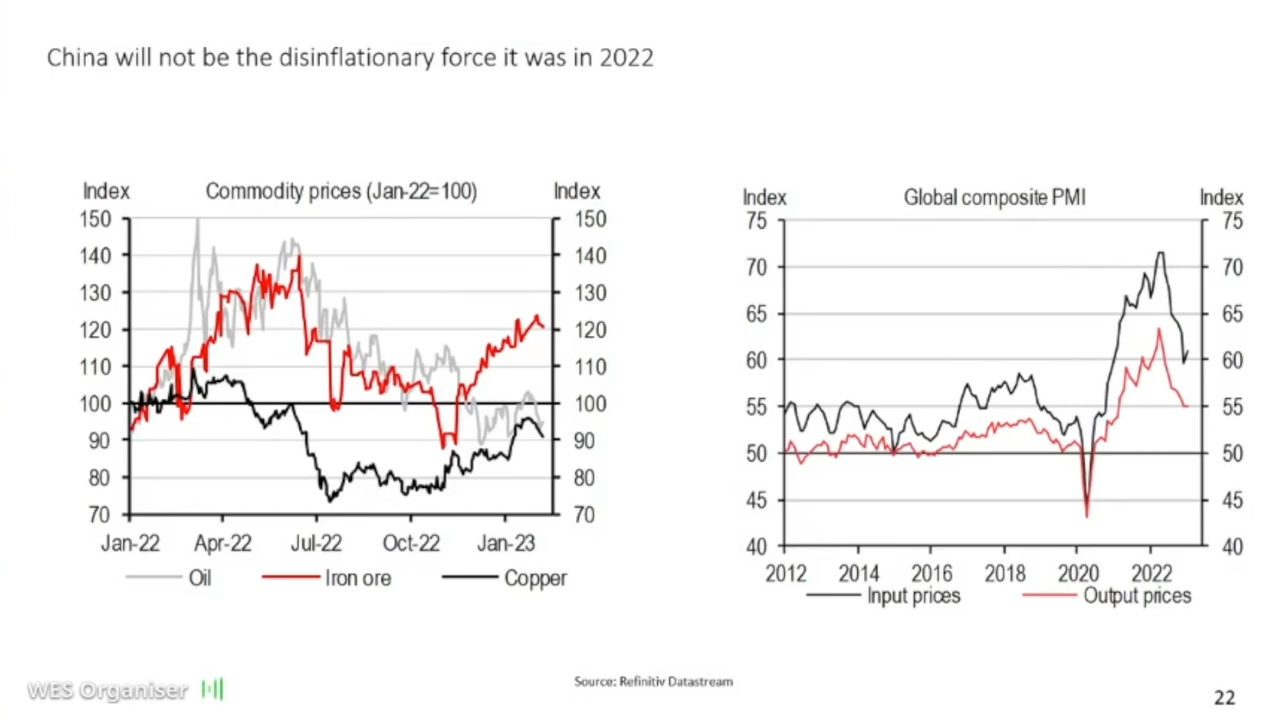 China will not be the disinflationary force it was in 2022
Index Commodity prices (Jan-22=100) Index
150 150
140 140
130 130
120 120
110 110
100 100
90 90
80 80
70 70
Jan-22 Apr-22 Jul-22 Oct-22 Jan-23
Oil Iron ore Copper
Index Global composite PMI Index
75 75
70 70
65 65
60 60
55 55
50 50
45 45
40 40
2012 2014 2016 2018 2020 2022
Input prices Output prices
Source: Refinitiv Datastream
WES Organiser
22